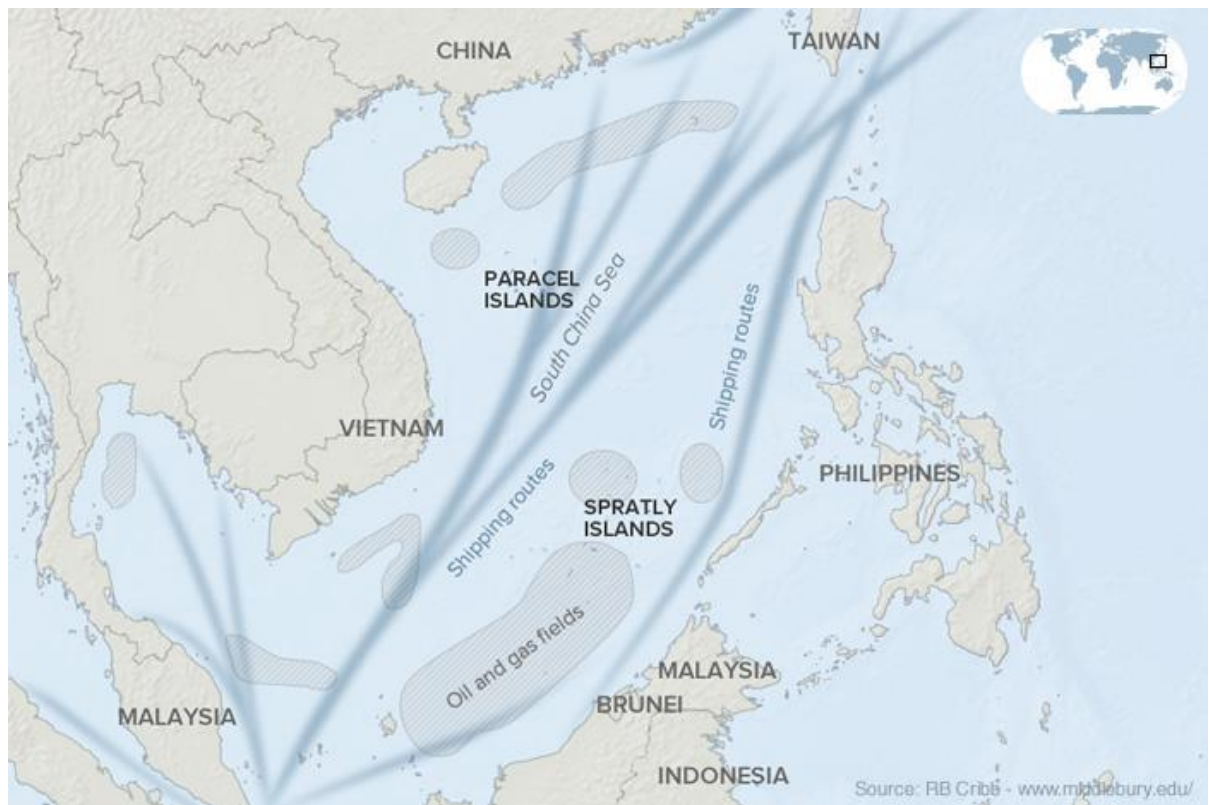 CHINA
TAIWAN
PARACEL
ISLANDS
South China Sea
Shipping routes
VIETNAM
PHILIPPINES
Shipping routes
SPRATLY
ISLANDS
Oil and gas fields
MALAYSIA
BRUNEI
MALAYSIA
INDONESIA
Source: RB Cribb - www.middlebury.edu/